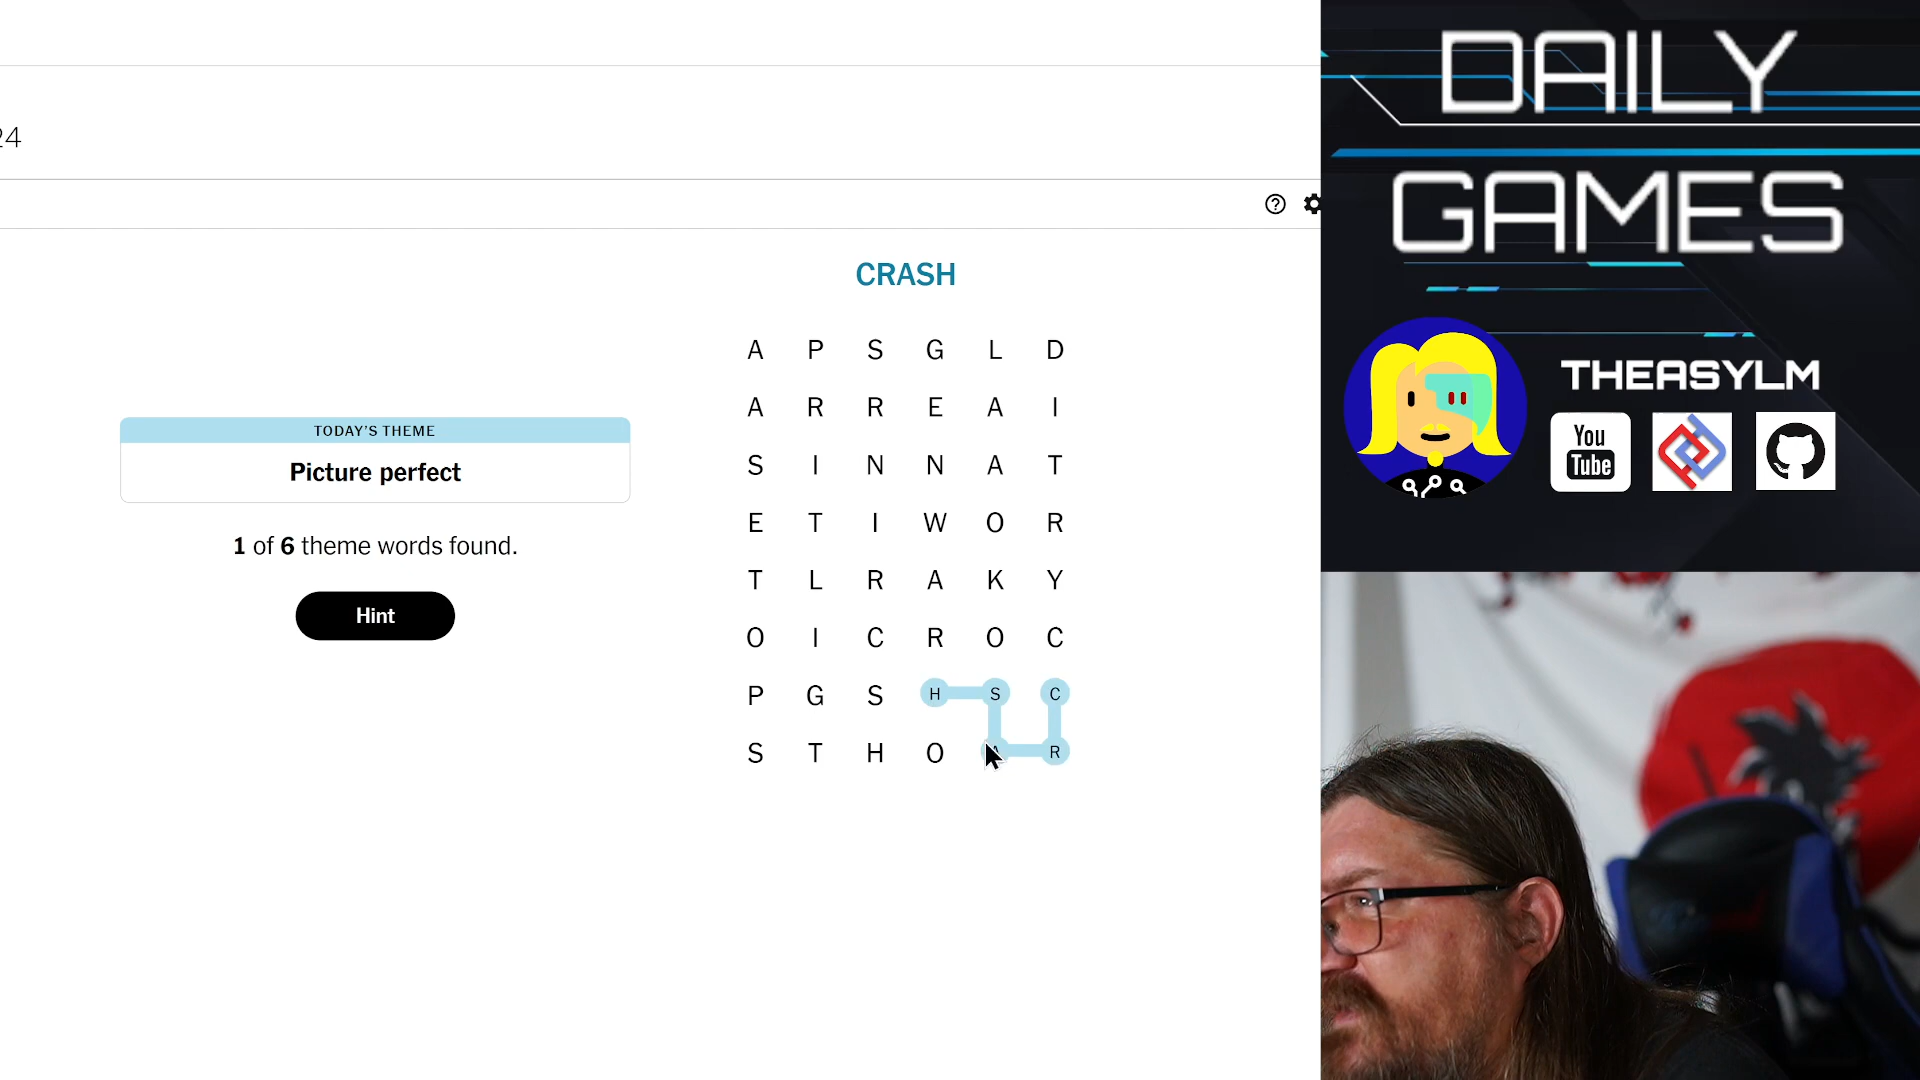 DAILY
GAMES
THEASYLM
You
Tube
24
CRASH
TODAY'S THEME
Picture perfect
1 of 6 theme words found.
Hint
A P S G L D
A R R E A I
S I N N A T
E T I W O R
T L R A K Y
O I C R O C
P G S H S C
S T H O A R